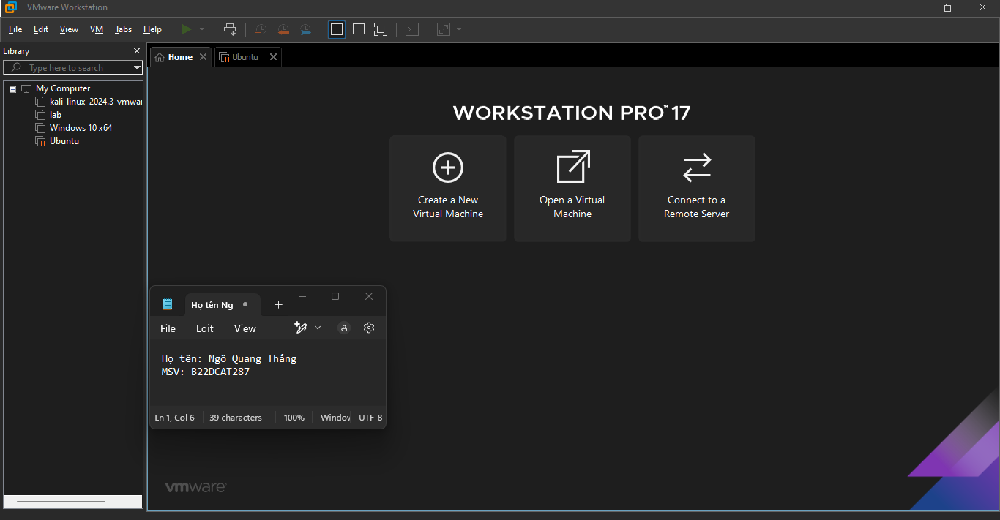 VMware Workstation
File Edit View VM Tabs Help
Library
Type here to search
My Computer
kali-linux-2024.3-vmwar
lab
Windows 10 x64
Ubuntu
Home
Ubuntu
WORKSTATION PRO™ 17
Create a New
Virtual Machine
Open a Virtual
Machine
Connect to a
Remote Server
Họ tên Ng
File Edit View
Họ tên: Ngô Quang Thắng
MSV: B22DCAT287
Ln 1, Col 6 39 characters 100% Window UTF-8
vmware